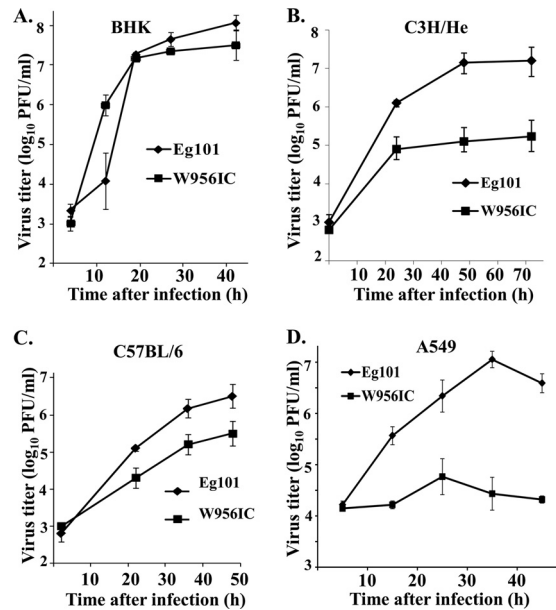 A.
BHK
Virus titer (log10 PFU/ml)
8
7
6
5
4
3
2
Eg101
W956IC
10 20 30 40
Time after infection (h)
B.
C3H/He
Virus titer (log10 PFU/ml)
8
7
6
5
4
3
2
Eg101
W956IC
0 10 20 30 40 50 60 70
Time after infection (h)
C.
C57BL/6
Virus titer (log10 PFU/ml)
7
6
5
4
3
2
Eg101
W956IC
10 20 30 40 50
Time after infection (h)
D.
A549
Virus titer (log10 PFU/ml)
7
6
5
4
3
Eg101
W956IC
10 20 30 40
Time after infection (h)